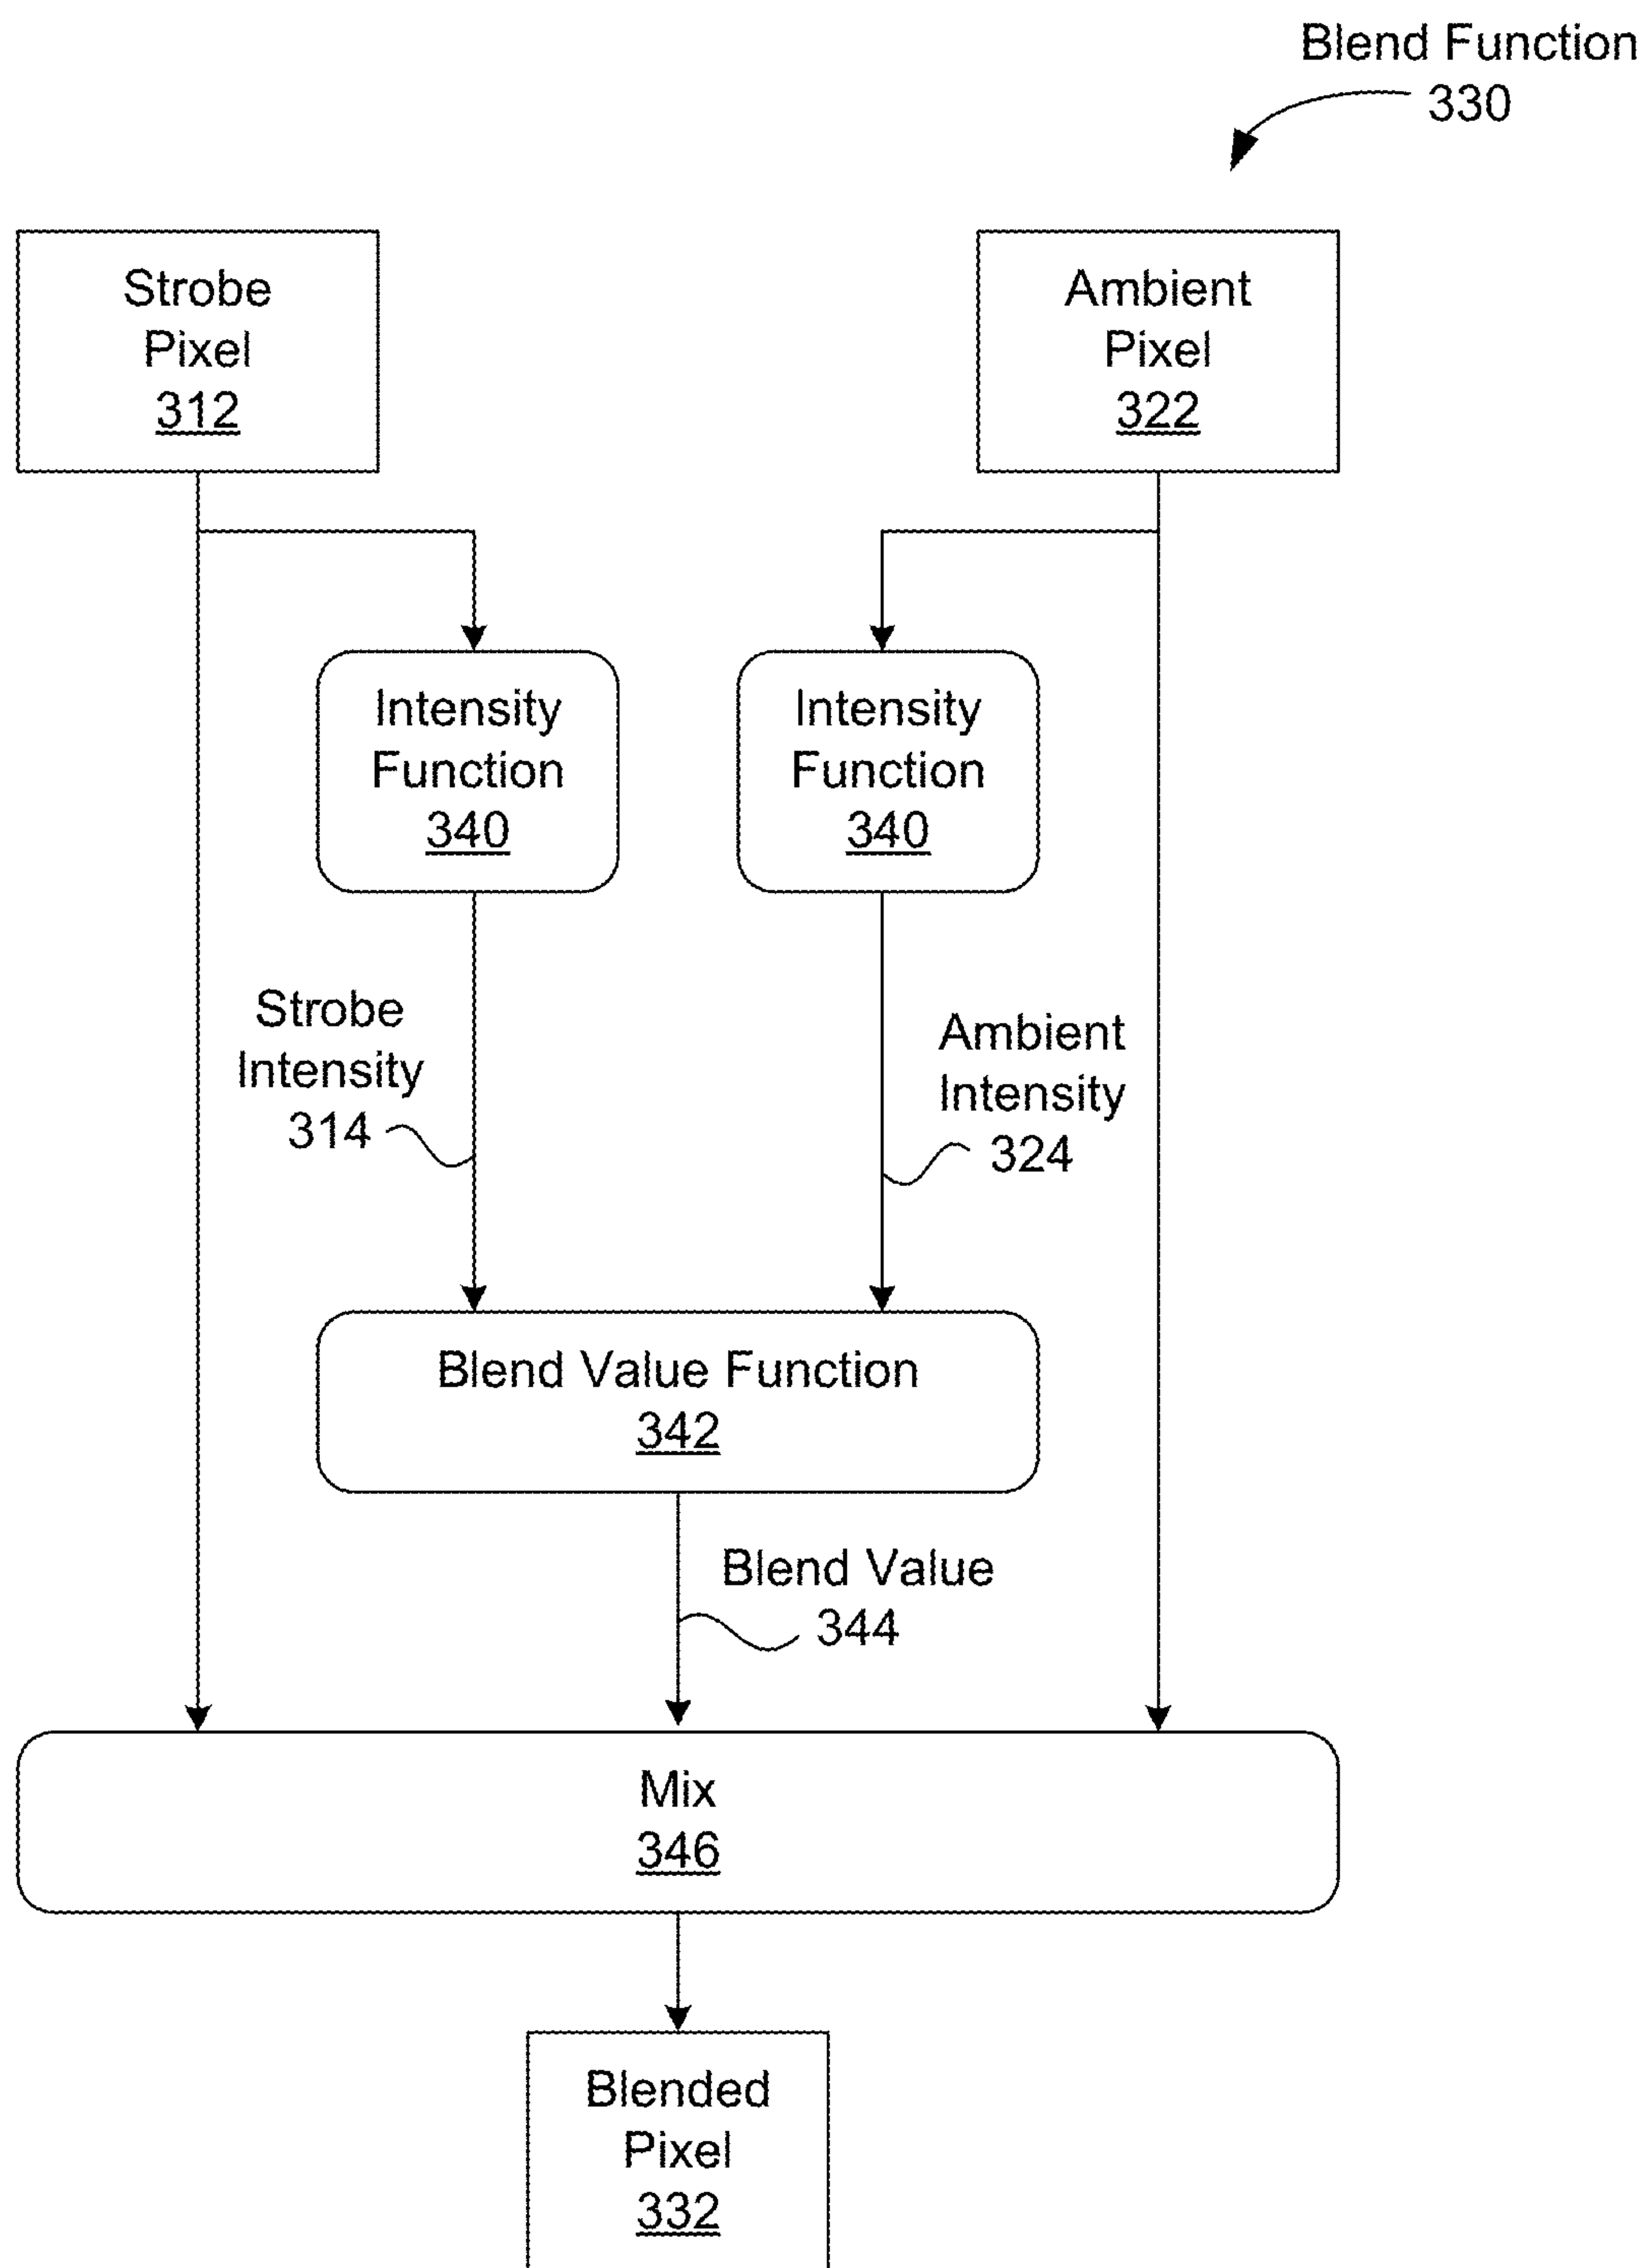 Blend Function
330
Strobe
Pixel
312
Ambient
Pixel
322
Intensity
Function
340
Intensity
Function
340
Strobe
Intensity
314
Ambient
Intensity
324
Blend Value Function
342
Blend Value
344
Mix
346
Blended
Pixel
332